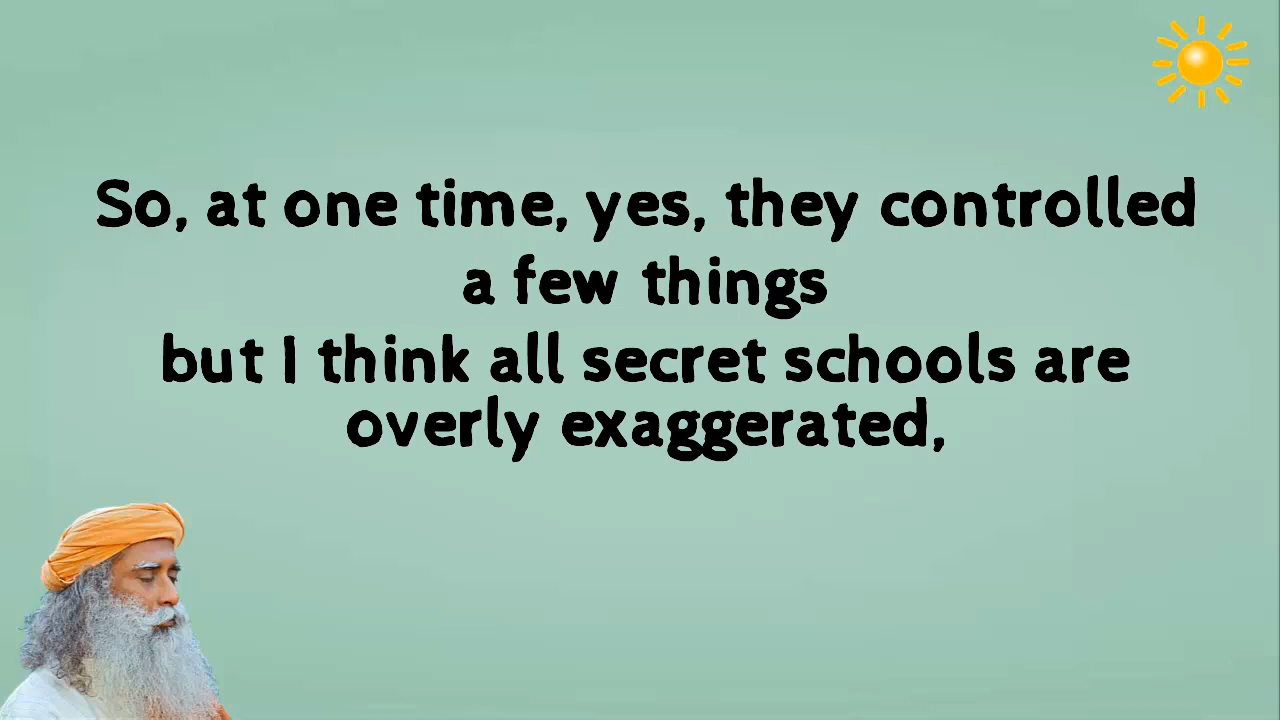 So, at one time, yes, they controlled
a few things
but I think all secret schools are
overly exaggerated,